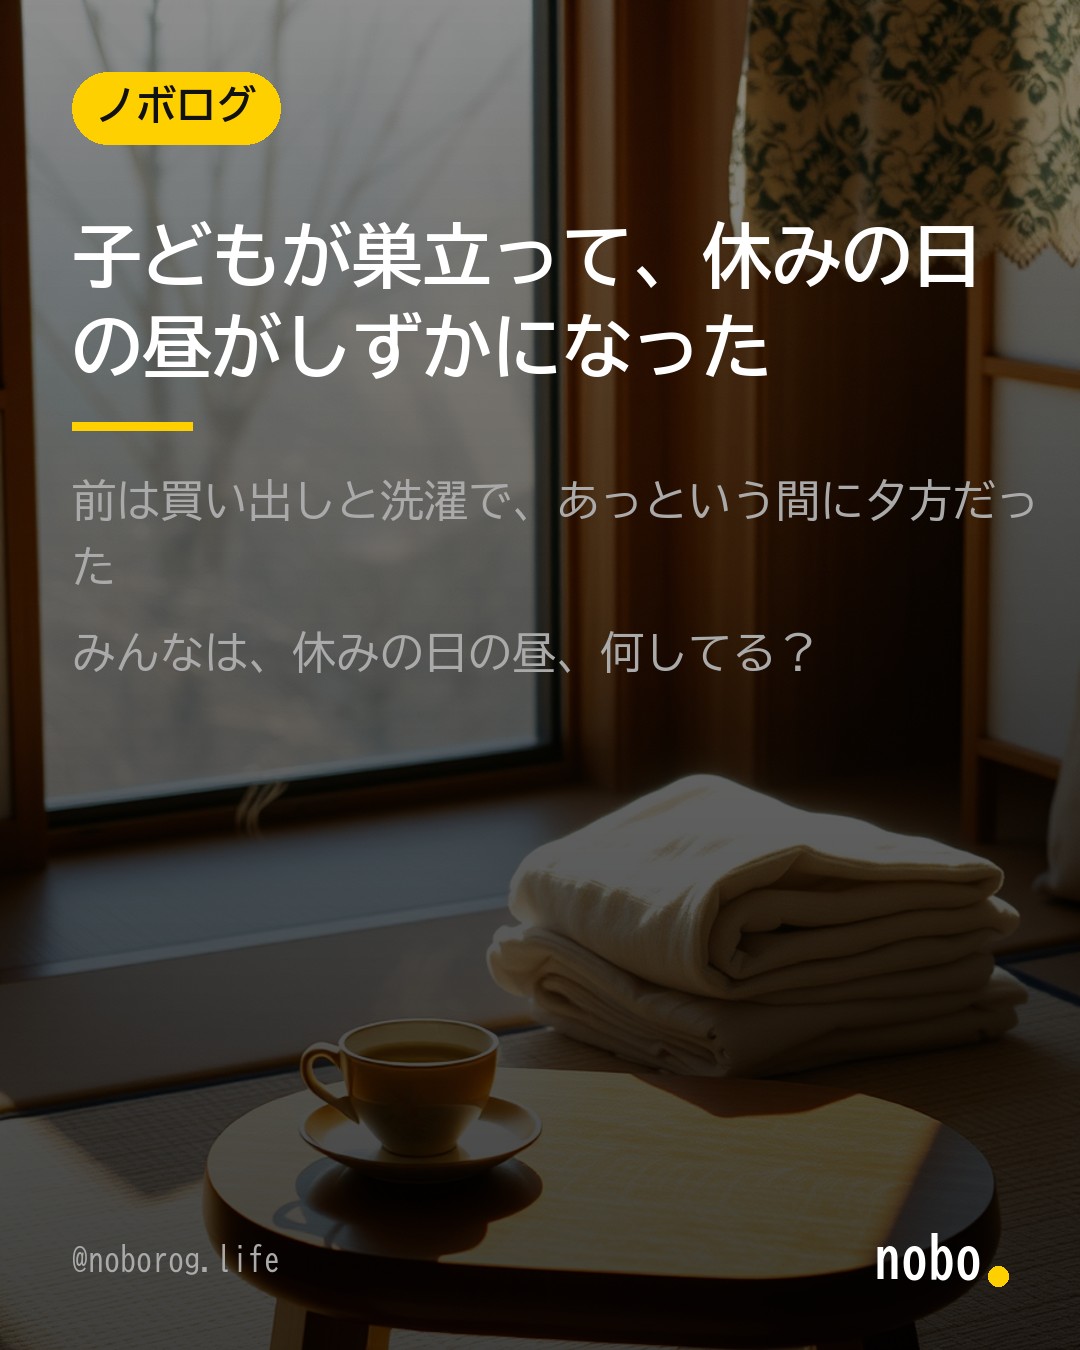 ノボログ
子どもが巣立って、休みの日
の昼がしずかになった
前は買い出しと洗濯で、あっという間に夕方だっ
た
みんなは、休みの日の昼、何してる？
@noborog.life
nobo.